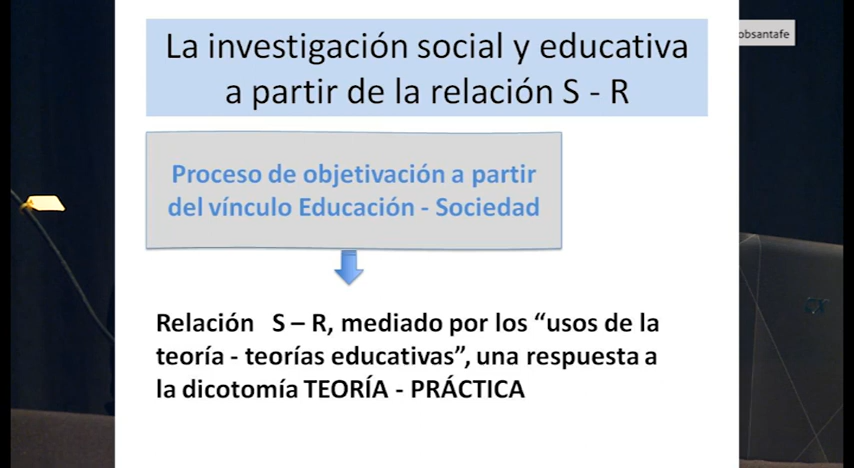 La investigación social y educativa
a partir de la relación S - R
obsantafe
Proceso de objetivación a partir
del vínculo Educación - Sociedad
Relación S – R, mediado por los “usos de la
teoría - teorías educativas”, una respuesta a
la dicotomía TEORÍA - PRÁCTICA